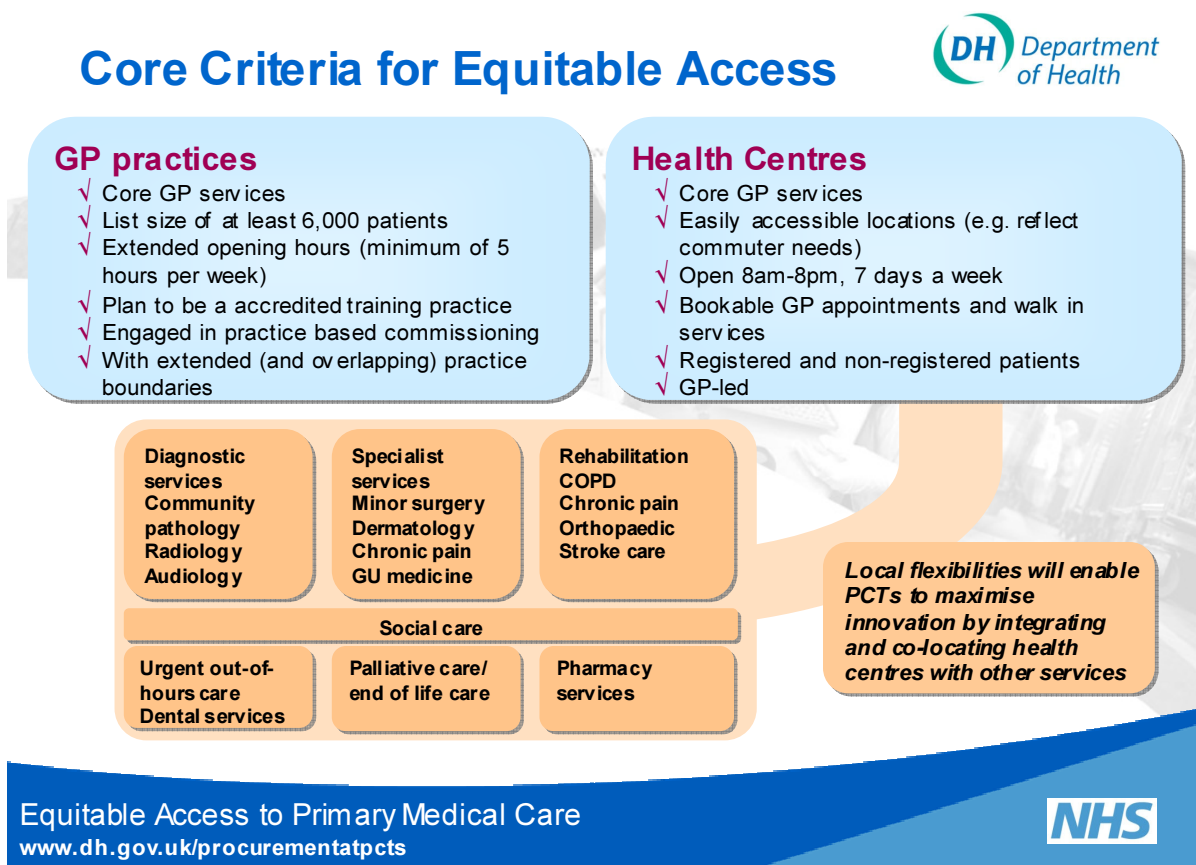 Core Criteria for Equitable Access
DH Department
of Health
GP practices
√ Core GP services
√ List size of at least 6,000 patients
√ Extended opening hours (minimum of 5
hours per week)
√ Plan to be a accredited training practice
√ Engaged in practice based commissioning
√ With extended (and overlapping) practice
boundaries
Health Centres
√ Core GP services
√ Easily accessible locations (e.g. reflect
commuter needs)
√ Open 8am-8pm, 7 days a week
√ Bookable GP appointments and walk in
services
√ Registered and non-registered patients
√ GP-led
Diagnostic
services
Community
pathology
Radiology
Audiology
Specialist
services
Minor surgery
Dermatology
Chronic pain
GU medicine
Rehabilitation
COPD
Chronic pain
Orthopaedic
Stroke care
Social care
Urgent out-of-
hours care
Dental services
Palliative care/
end of life care
Pharmacy
services
Local flexibilities will enable
PCTs to maximise
innovation by integrating
and co-locating health
centres with other services
Equitable Access to Primary Medical Care
www.dh.gov.uk/procurementatpcts
NHS